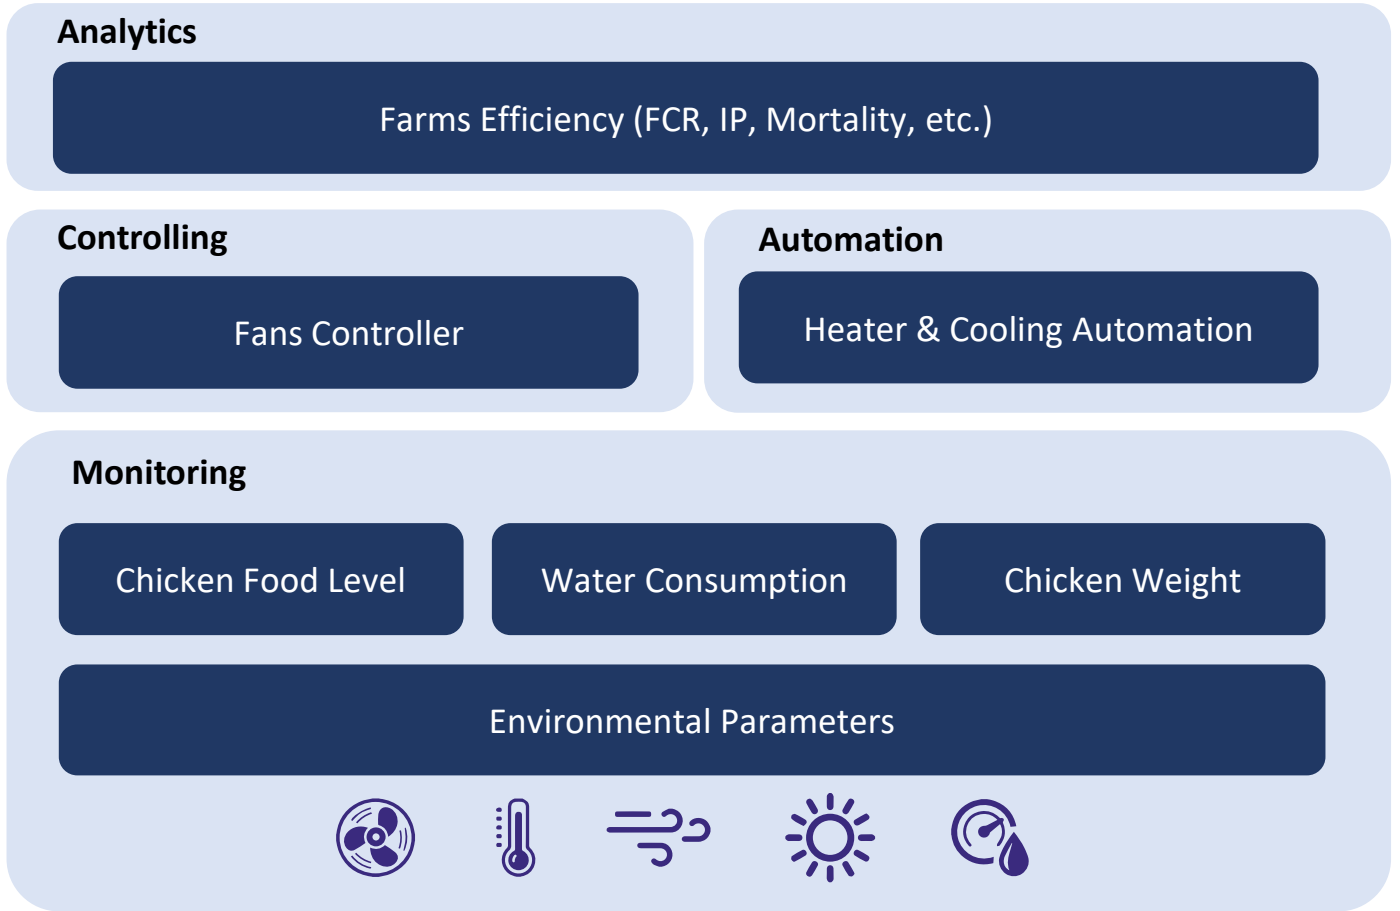 Analytics
Farms Efficiency (FCR, IP, Mortality, etc.)
Controlling
Fans Controller
Automation
Heater & Cooling Automation
Monitoring
Chicken Food Level
Water Consumption
Chicken Weight
Environmental Parameters